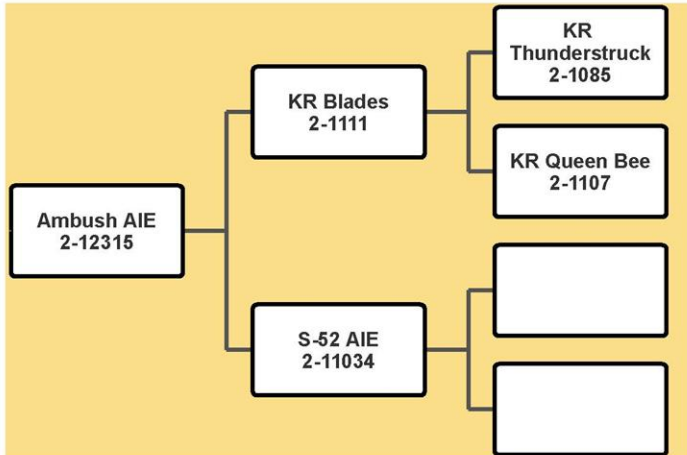 KR
Thunderstruck
2-1085
KR Blades
2-1111
KR Queen Bee
2-1107
Ambush AIE
2-12315
S-52 AIE
2-11034